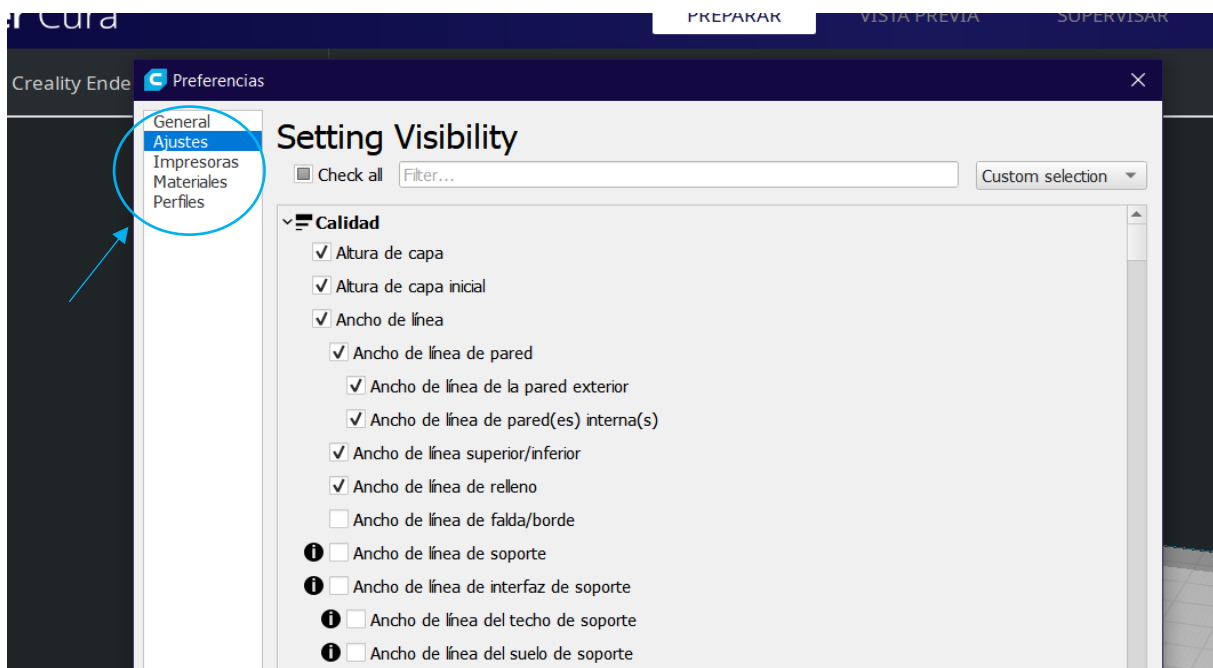 er Cura
PREPARAR
VISTA PREVIA
SUPERVISAR
Creality Ende
Preferencias
General
Ajustes
Impresoras
Materiales
Perfiles
Setting Visibility
Check all
Filter...
Custom selection
Calidad
Altura de capa
Altura de capa inicial
Ancho de línea
Ancho de línea de pared
Ancho de línea de la pared exterior
Ancho de línea de pared(es) interna(s)
Ancho de línea superior/inferior
Ancho de línea de relleno
Ancho de línea de falda/borde
Ancho de línea de soporte
Ancho de línea de interfaz de soporte
Ancho de línea del techo de soporte
Ancho de línea del suelo de soporte